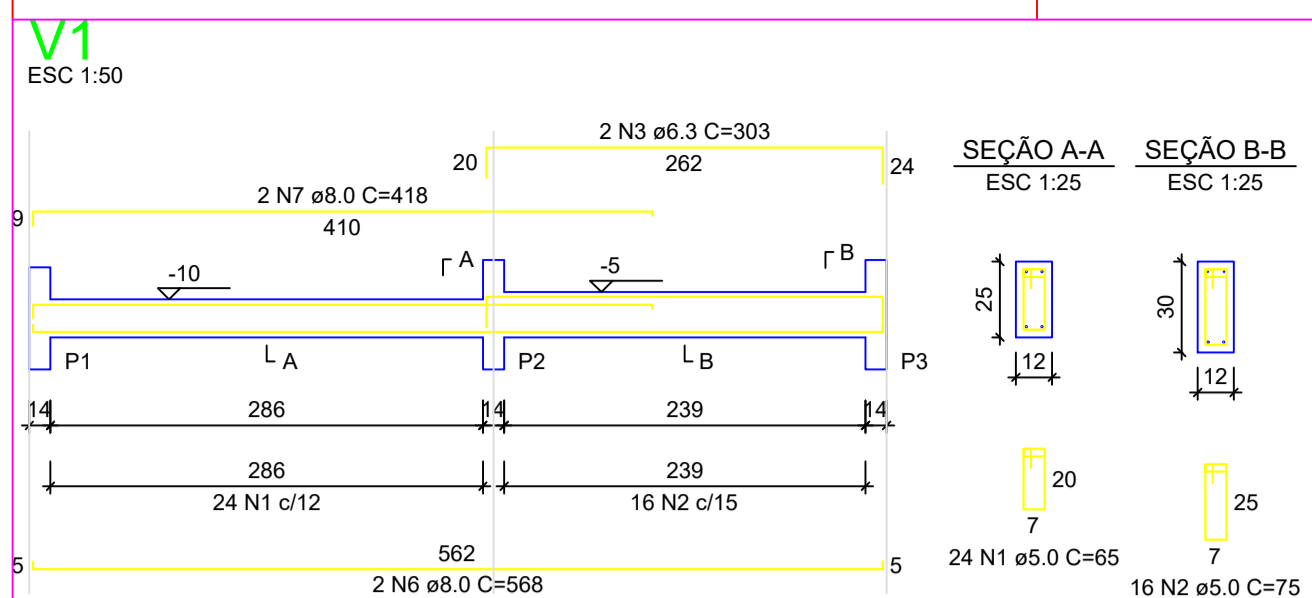 V1
ESC 1:50
2 N3 ø6.3 C=303
20
262
24
2 N7 ø8.0 C=418
9
410
A
B
-10
-5
P1
A
P2
B
P3
14
286
14
239
14
286
24 N1 c/12
239
16 N2 c/15
5
562
5
2 N6 ø8.0 C=568
SEÇÃO A-A
ESC 1:25
25
12
20
7
24 N1 ø5.0 C=65
SEÇÃO B-B
ESC 1:25
30
12
25
7
16 N2 ø5.0 C=75